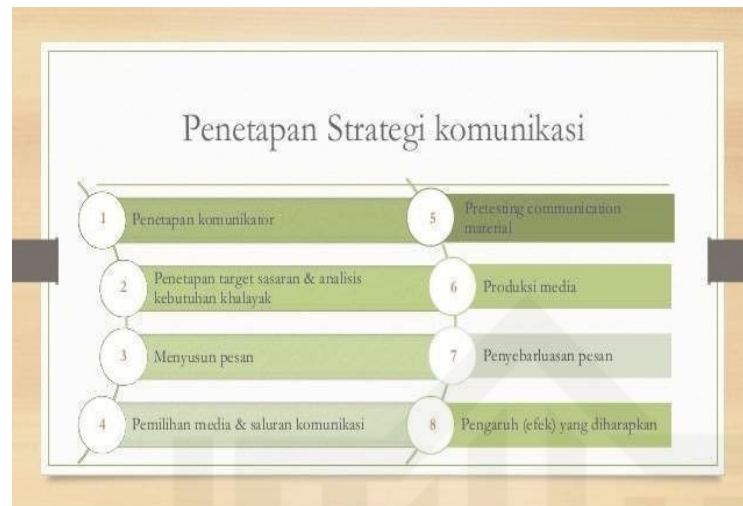 Penetapan Strategi komunikasi
1
Penetapan komunikator
2
Penetapan target sasaran & analisis
kebutuhan khalayak
3
Menyusun pesan
4
Pemilihan media & saluran komunikasi
5
Pretesting communication
material
6
Produksi media
7
Penyebarluasan pesan
8
Pengaruh (efek) yang diharapkan